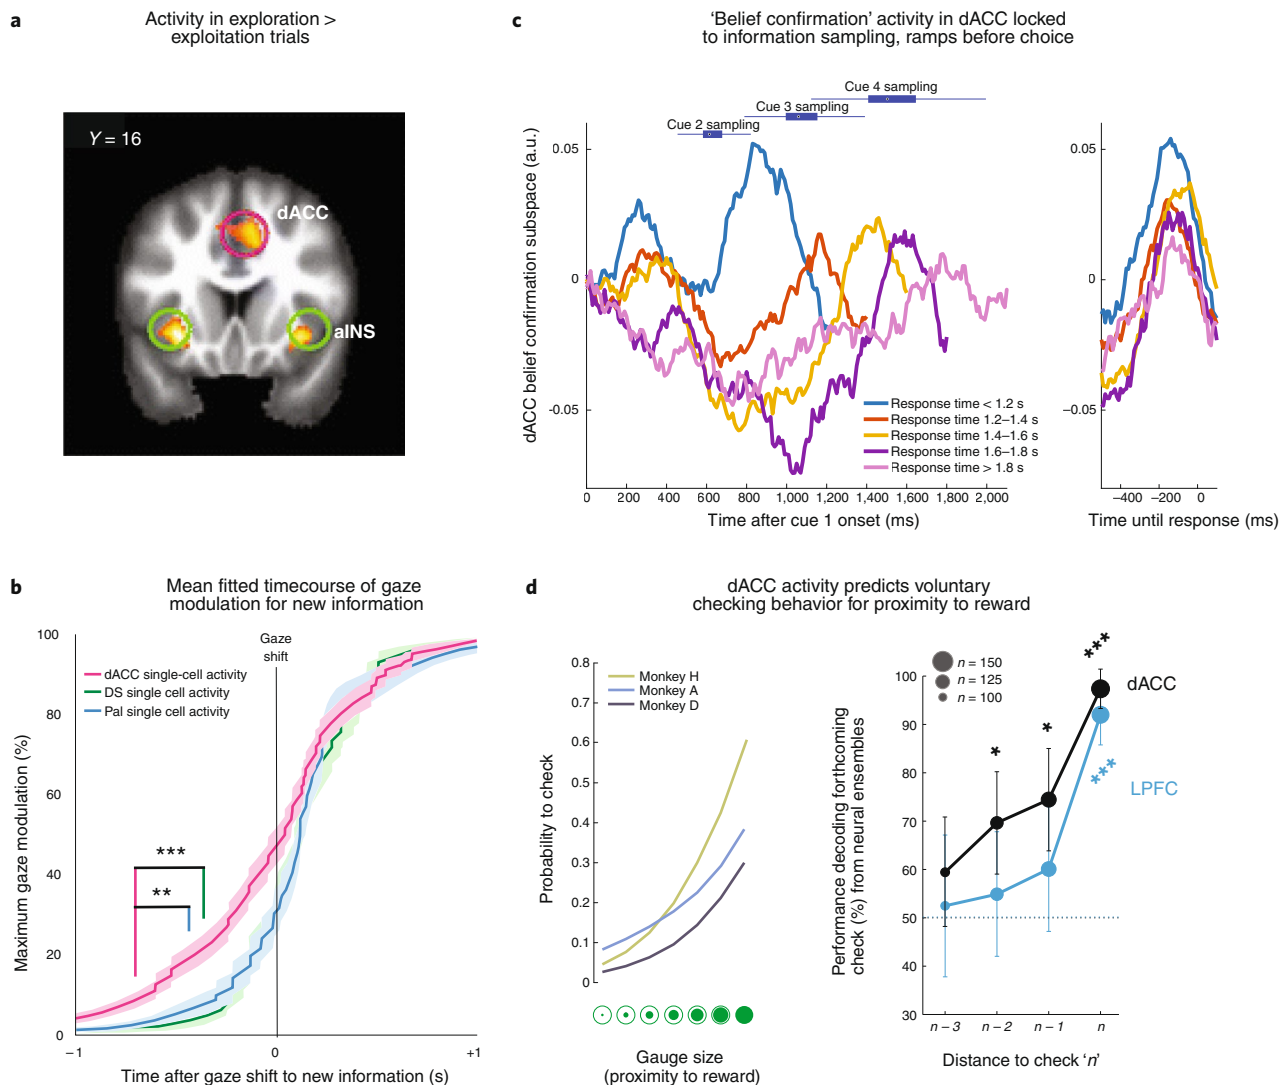 a
Activity in exploration >
exploitation trials
Y = 16
dACC
aINS
b
Mean fitted timecourse of gaze
modulation for new information
Maximum gaze modulation (%)
100
80
60
40
20
0
Gaze
shift
dACC single-cell activity
DS single cell activity
Pal single cell activity
***
**
–1
0
+1
Time after gaze shift to new information (s)
c
'Belief confirmation' activity in dACC locked
to information sampling, ramps before choice
Cue 4 sampling
Cue 3 sampling
Cue 2 sampling
dACC belief confirmation subspace (a.u.)
0.05
0
-0.05
Response time < 1.2 s
Response time 1.2–1.4 s
Response time 1.4–1.6 s
Response time 1.6–1.8 s
Response time > 1.8 s
0 200 400 600 800 1,000 1,200 1,400 1,600 1,800 2,000
Time after cue 1 onset (ms)
0.05
0
–0.05
–400 –200 0
Time until response (ms)
d
dACC activity predicts voluntary
checking behavior for proximity to reward
Probability to check
0.8
0.7
0.6
0.5
0.4
0.3
0.2
0.1
0
Monkey H
Monkey A
Monkey D
Gauge size
(proximity to reward)
Performance decoding forthcoming
check (%) from neural ensembles
100
90
80
70
60
50
40
30
n = 150
n = 125
n = 100
*
*
***
dACC
***
LPFC
n – 3 n – 2 n – 1 n
Distance to check 'n'